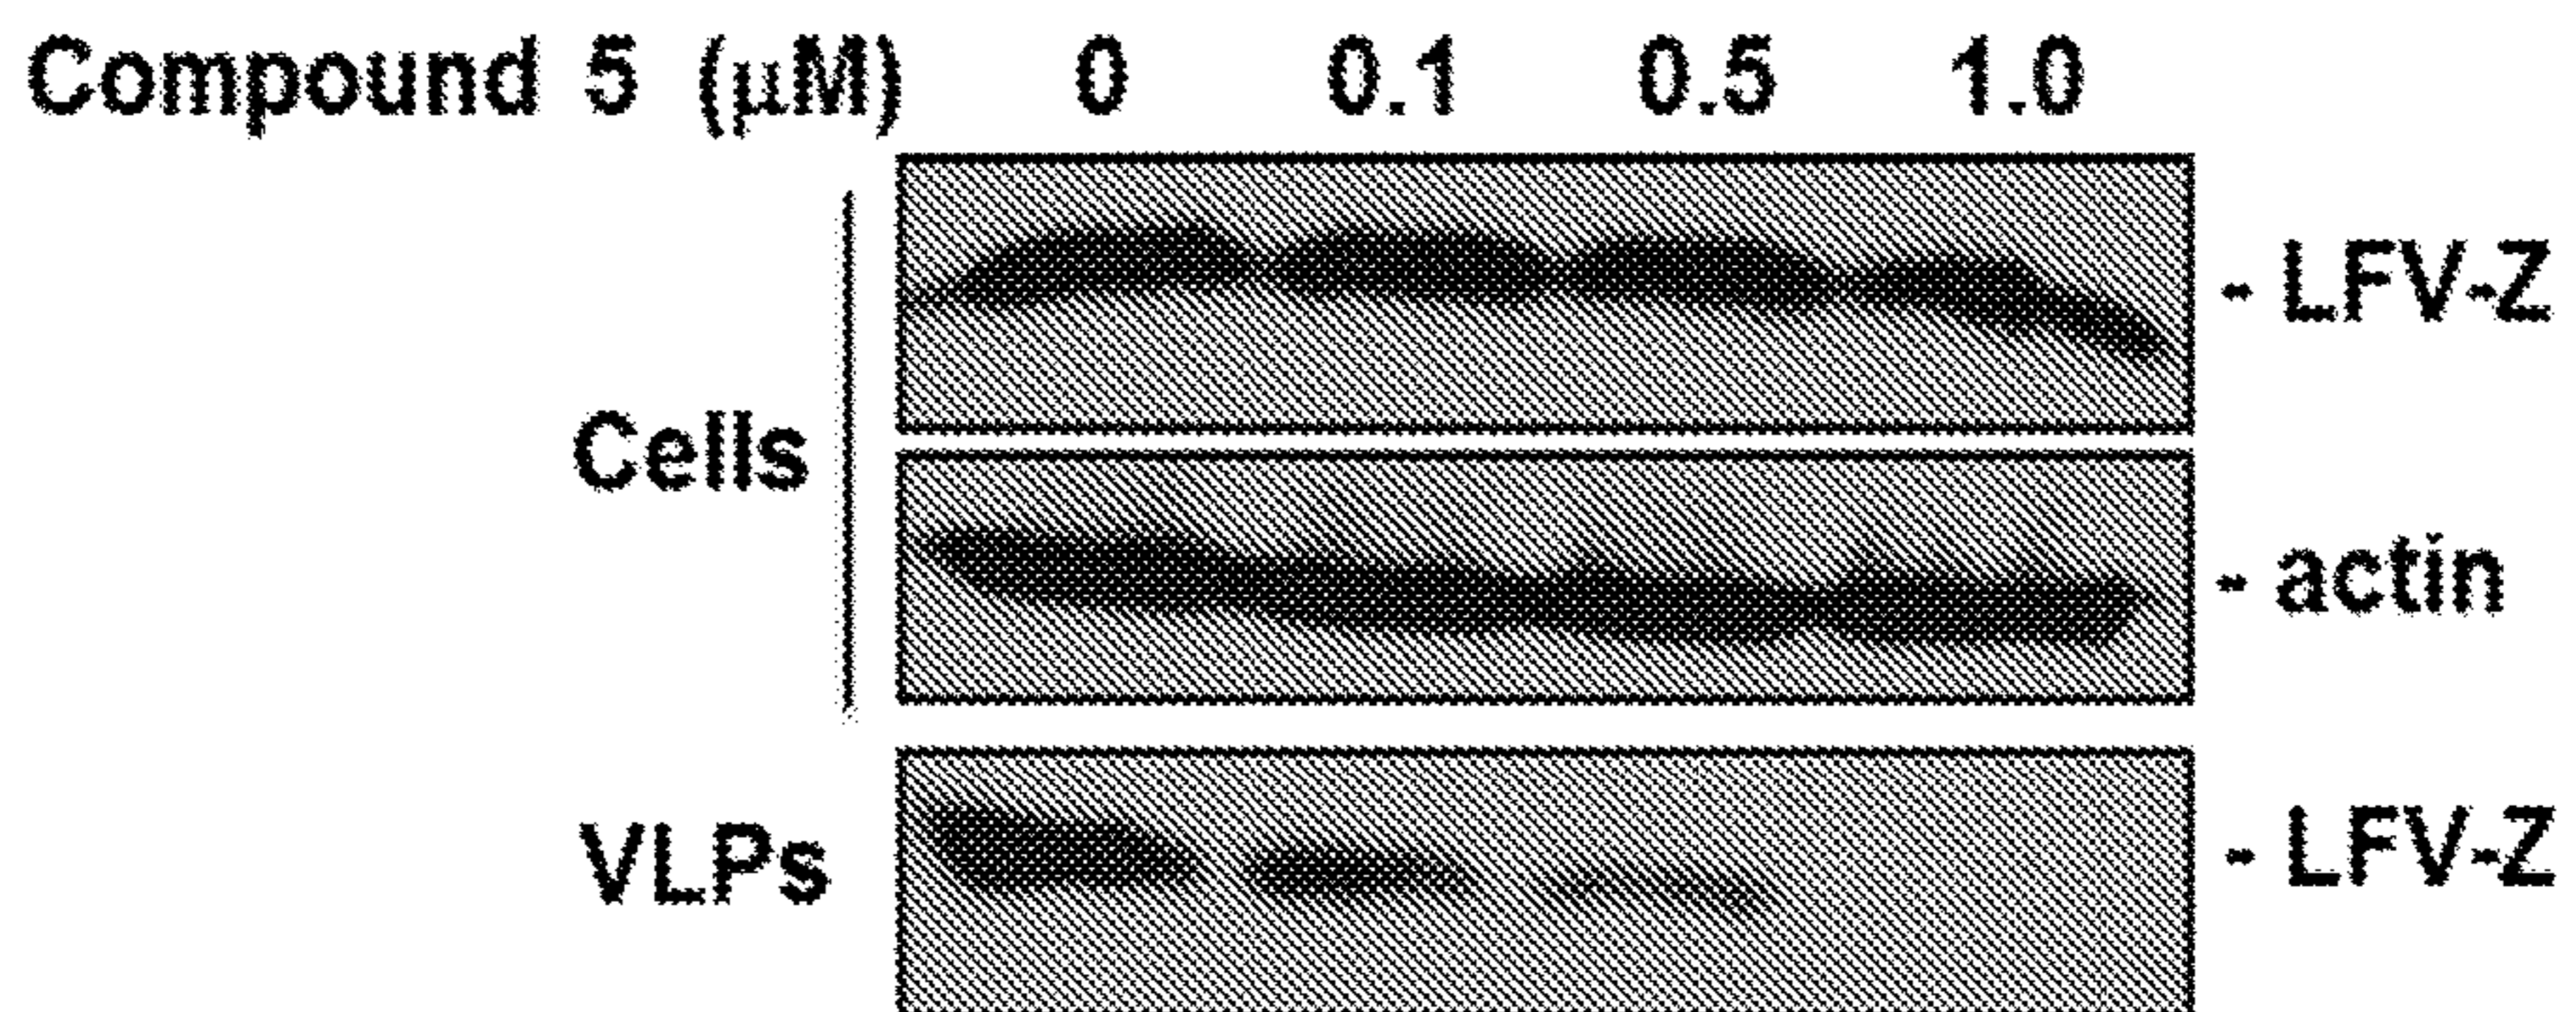 Compound 5 (μM) 0 0.1 0.5 1.0
- LFV-Z
Cells
- actin
VLPs - LFV-Z